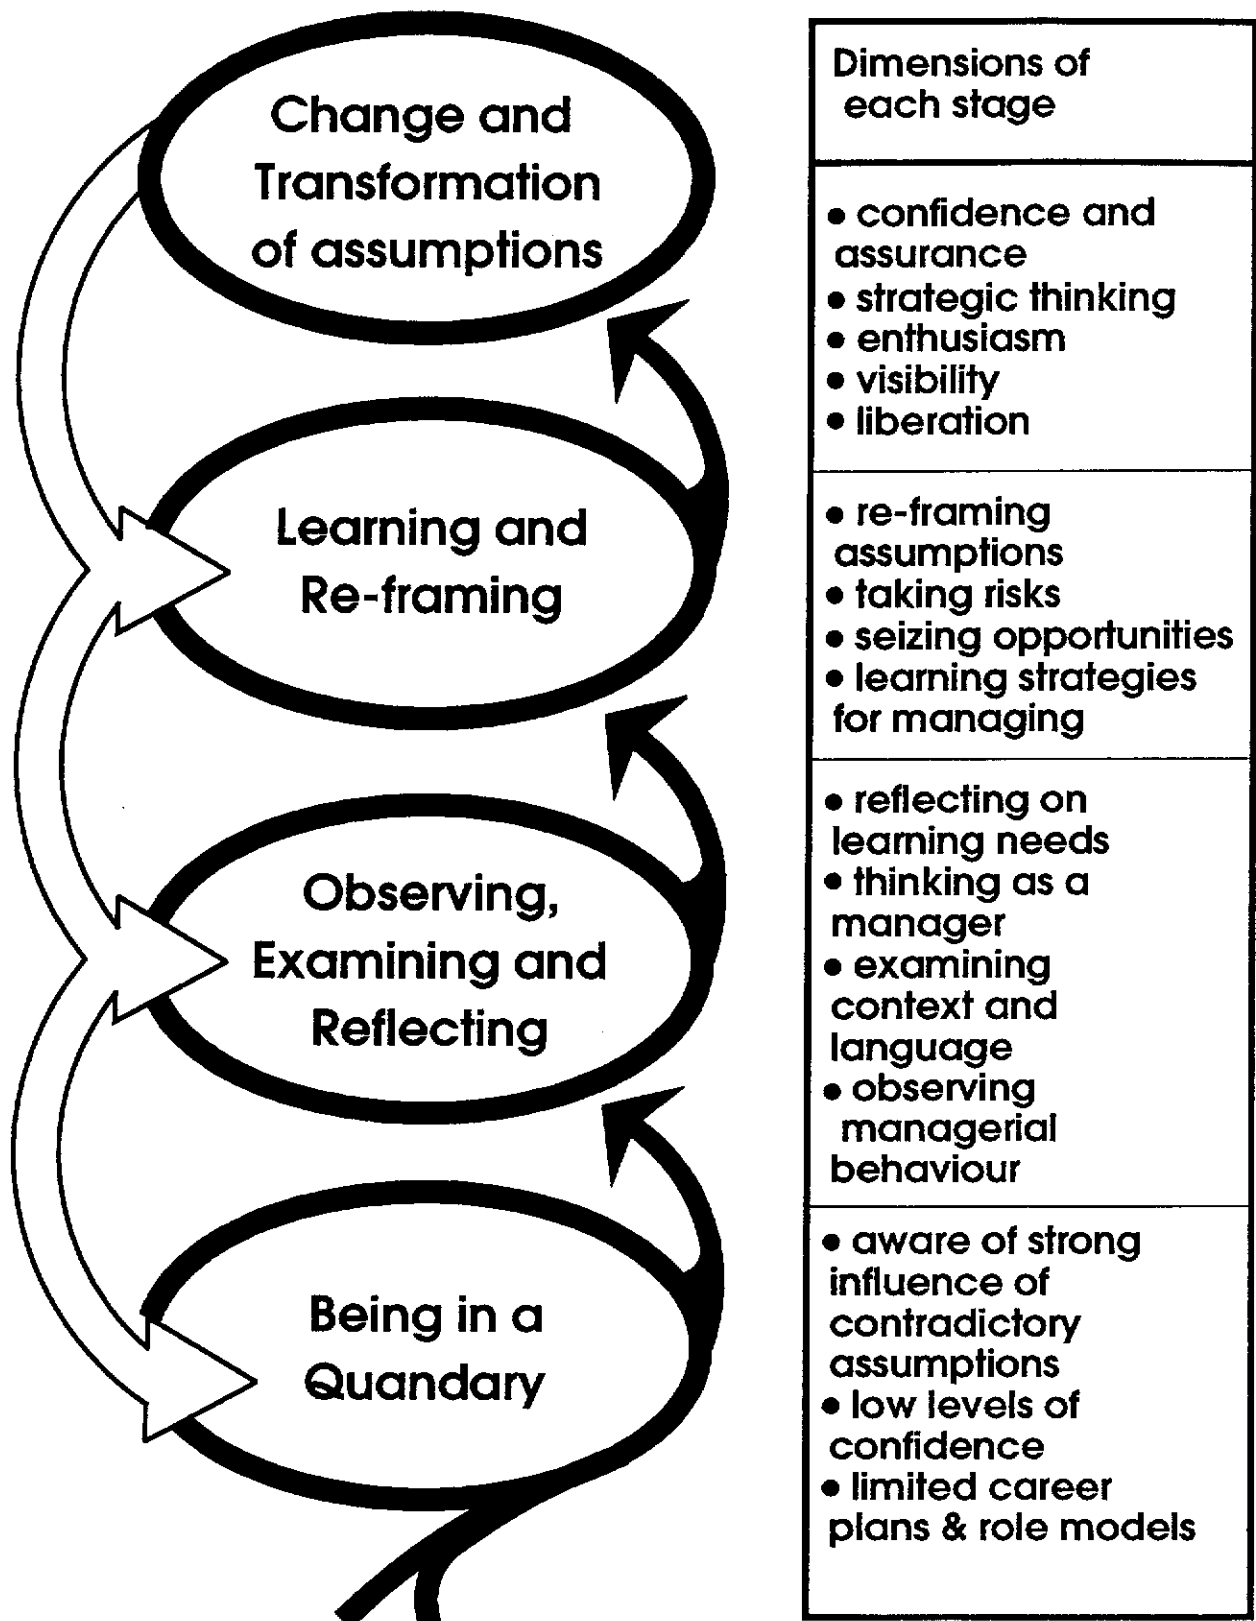 Change and
Transformation
of assumptions
Learning and
Re-framing
Observing,
Examining and
Reflecting
Being in a
Quandary
Dimensions of
each stage
• confidence and
assurance
• strategic thinking
• enthusiasm
• visibility
• liberation
• re-framing
assumptions
• taking risks
• seizing opportunities
• learning strategies
for managing
• reflecting on
learning needs
• thinking as a
manager
• examining
context and
language
• observing
managerial
behaviour
• aware of strong
influence of
contradictory
assumptions
• low levels of
confidence
• limited career
plans & role models